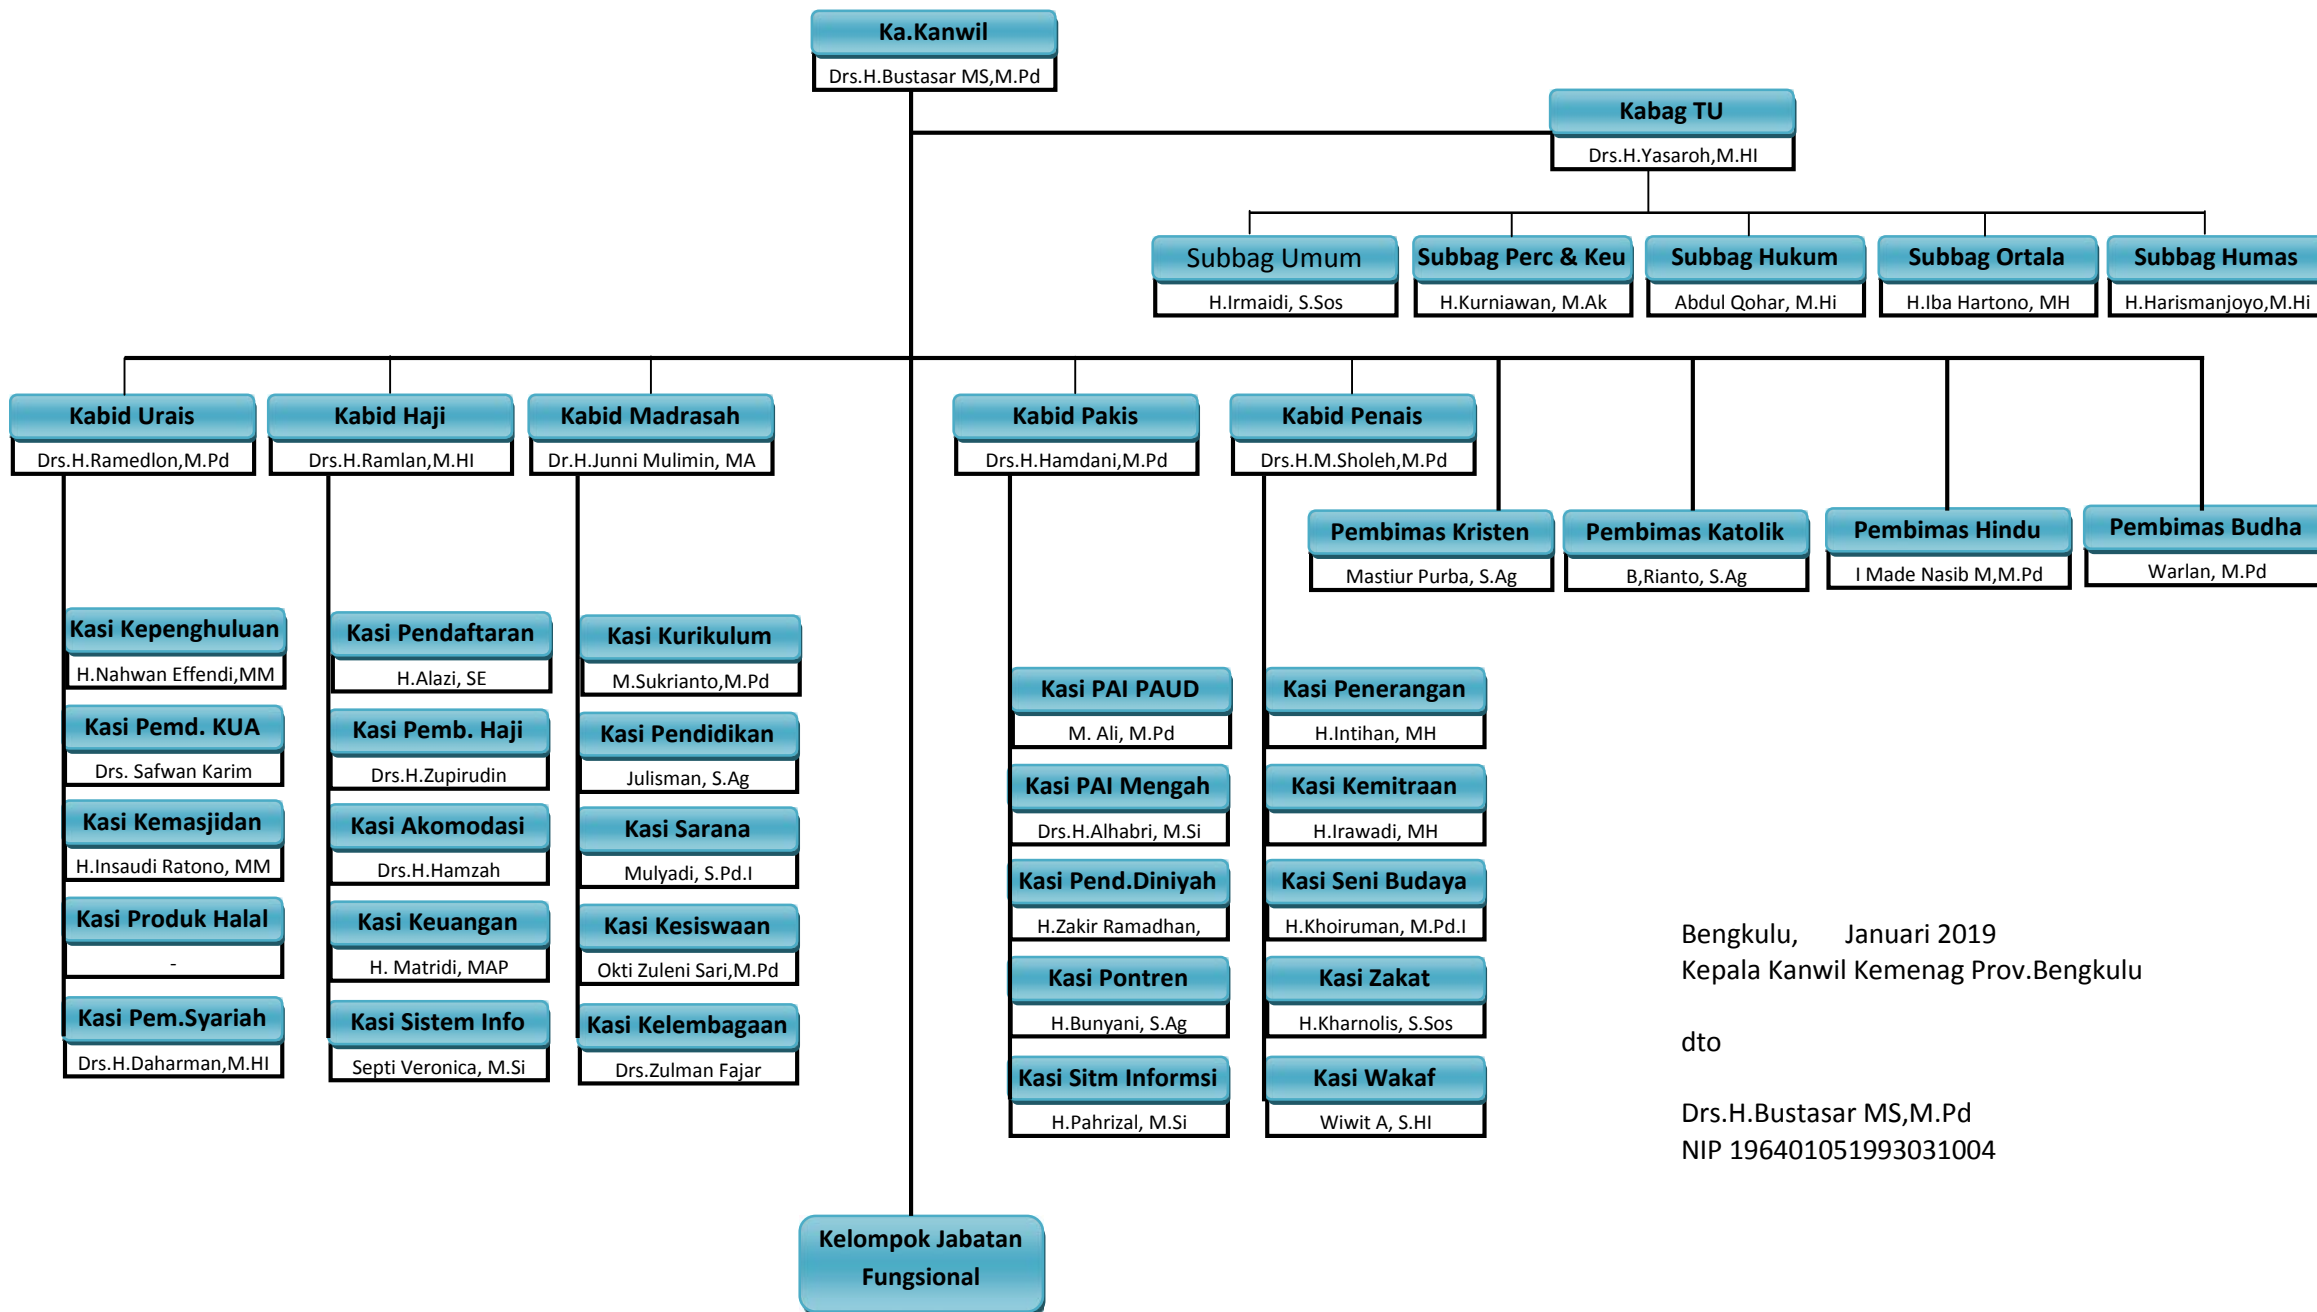 Ka.Kanwil
Drs.H.Bustasar MS,M.Pd
Kabag TU
Drs.H.Yasaroh,M.HI
Subbag Umum
H.Irmaidi, S.Sos
Subbag Perc & Keu
H.Kurniawan, M.Ak
Subbag Hukum
Abdul Qohar, M.Hi
Subbag Ortala
H.Iba Hartono, MH
Subbag Humas
H.Harismanjoyo,M.Hi
Kabid Urais
Drs.H.Ramedlon,M.Pd
Kabid Haji
Drs.H.Ramlan,M.HI
Kabid Madrasah
Dr.H.Junni Mulimin, MA
Kabid Pakis
Drs.H.Hamdani,M.Pd
Kabid Penais
Drs.H.M.Sholeh,M.Pd
Pembimas Kristen
Mastiur Purba, S.Ag
Pembimas Katolik
B,Rianto, S.Ag
Pembimas Hindu
I Made Nasib M,M.Pd
Pembimas Budha
Warlan, M.Pd
Kasi Kepenghuluan
H.Nahwan Effendi,MM
Kasi Pemd. KUA
Drs. Safwan Karim
Kasi Kemasjidan
H.Insaudi Ratono, MM
Kasi Produk Halal
-
Kasi Pem.Syariah
Drs.H.Daharman,M.HI
Kasi Pendaftaran
H.Alazi, SE
Kasi Pemb. Haji
Drs.H.Zupirudin
Kasi Akomodasi
Drs.H.Hamzah
Kasi Keuangan
H. Matridi, MAP
Kasi Sistem Info
Septi Veronica, M.Si
Kasi Kurikulum
M.Sukrianto,M.Pd
Kasi Pendidikan
Julisman, S.Ag
Kasi Sarana
Mulyadi, S.Pd.I
Kasi Kesiswaan
Okti Zuleni Sari,M.Pd
Kasi Kelembagaan
Drs.Zulman Fajar
Kasi PAI PAUD
M. Ali, M.Pd
Kasi PAI Mengah
Drs.H.Alhabri, M.Si
Kasi Pend.Diniyah
H.Zakir Ramadhan,
Kasi Pontren
H.Bunyani, S.Ag
Kasi Sitm Informsi
H.Pahrizal, M.Si
Kasi Penerangan
H.Intihan, MH
Kasi Kemitraan
H.Irawadi, MH
Kasi Seni Budaya
H.Khoiruman, M.Pd.I
Kasi Zakat
H.Kharnolis, S.Sos
Kasi Wakaf
Wiwit A, S.HI
Bengkulu, Januari 2019
Kepala Kanwil Kemenag Prov.Bengkulu
dto
Drs.H.Bustasar MS,M.Pd
NIP 196401051993031004
Kelompok Jabatan
Fungsional